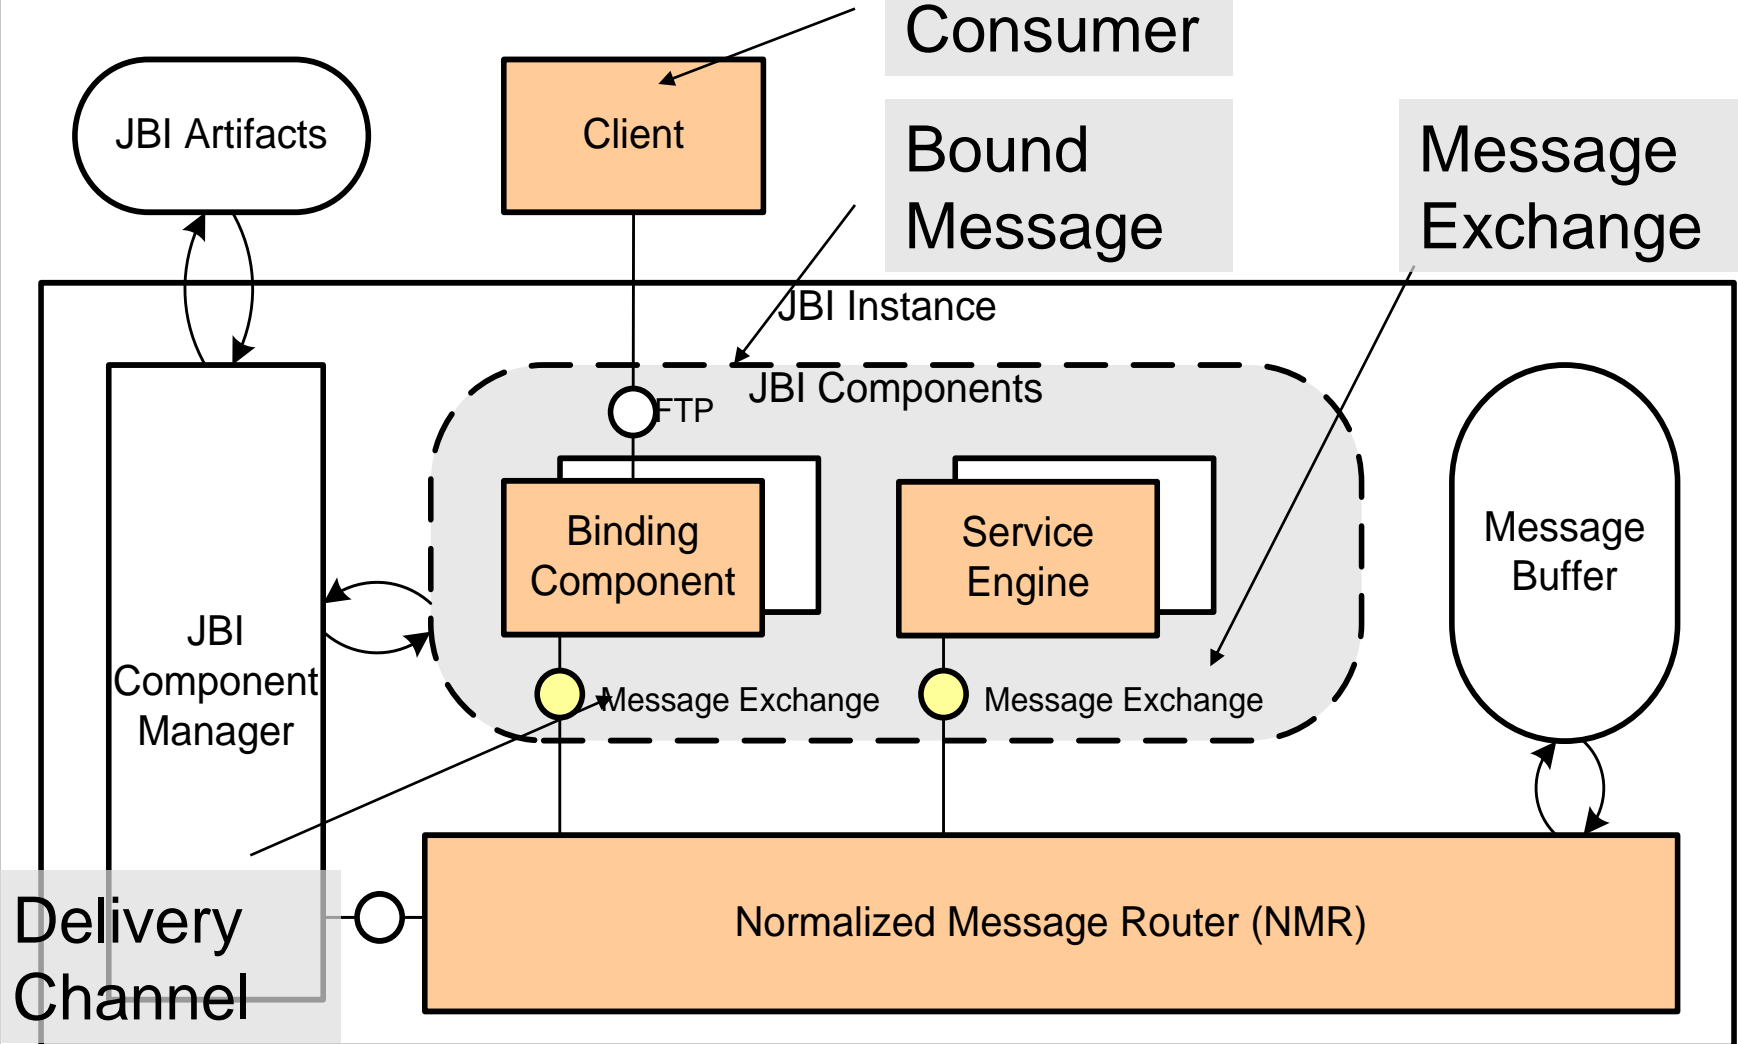 Consumer
JBI Artifacts
Client
Bound
Message
Message
Exchange
JBI Instance
JBI Components
FTP
Binding
Component
Service
Engine
Message
Buffer
JBI
Component
Manager
Message Exchange
Message Exchange
Delivery
Channel
Normalized Message Router (NMR)